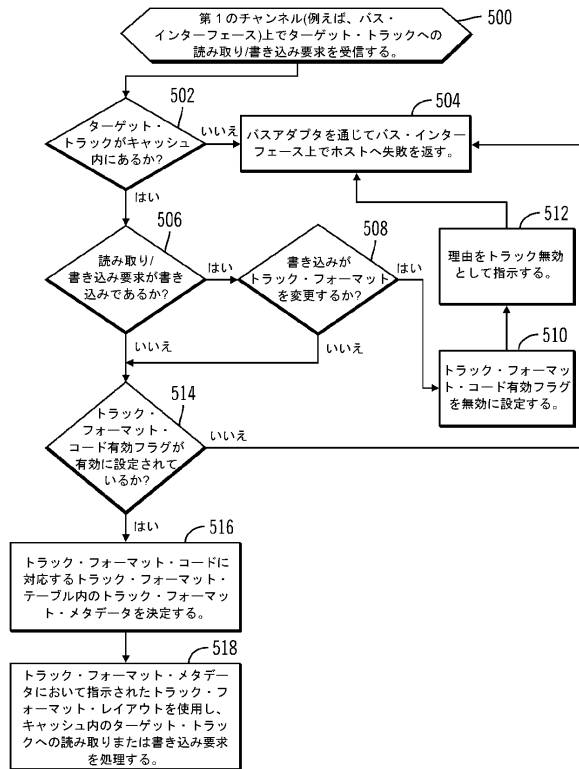 第１のチャンネル(例えば、バス・
インターフェース)上でターゲット・トラックへの
読み取り/書き込み要求を受信する。
500
502
ターゲット・
トラックがキャッシュ
内にあるか?
いいえ
はい
504
バスアダプタを通じてバス・インター
フェース上でホストへ失敗を返す。
506
読み取り/
書き込み要求が書き
込みであるか?
はい
いいえ
508
書き込みが
トラック・フォーマット
を変更するか?
はい
いいえ
512
理由をトラック無効
として指示する。
510
トラック・フォーマッ
ト・コード有効フラグ
を無効に設定する。
514
トラック・
フォーマット・
コード有効フラグが
有効に設定されて
いるか?
いいえ
はい
516
トラック・フォーマット・コードに
対応するトラック・フォーマット・
テーブル内のトラック・フォーマッ
ト・メタデータを決定する。
518
トラック・フォーマット・メタデー
タにおいて指示されたトラック・フ
ォーマット・レイアウトを使用し、
キャッシュ内のターゲット・トラッ
クへの読み取りまたは書き込み要求
を処理する。